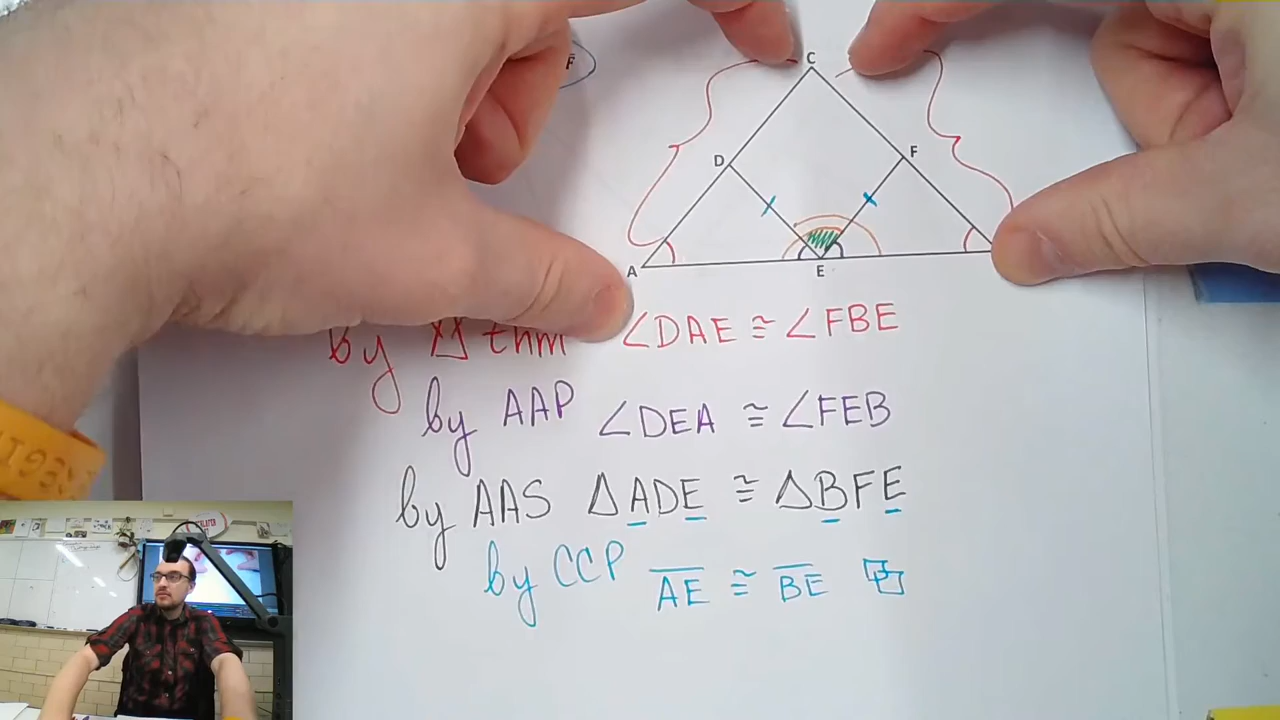 F
C
D F
A E
by thm ∠DAE ≅ ∠FBE
by AAP ∠DEA ≅ ∠FEB
by AAS △ADE ≅ △BFE
by CCP AE ≅ BE